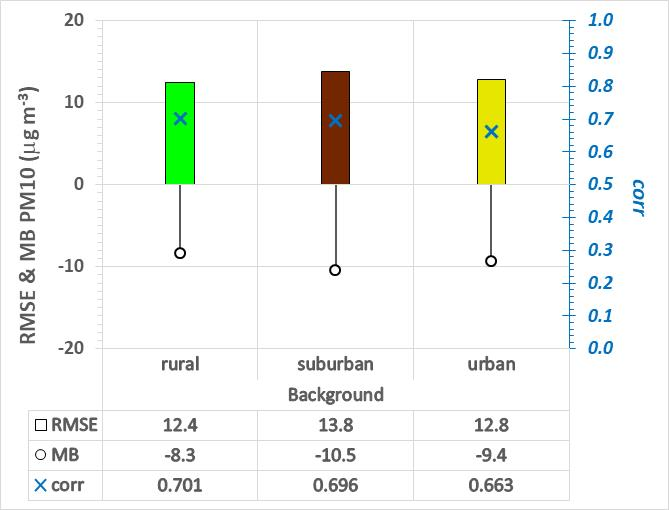 RMSE & MB PM10 (μg m-3)
20
10
0
-10
-20
1.0
0.9
0.8
0.7
0.6
0.5
0.4
0.3
0.2
0.1
0.0
corr
rural suburban urban
Background
RMSE 12.4 13.8 12.8
MB -8.3 -10.5 -9.4
corr 0.701 0.696 0.663